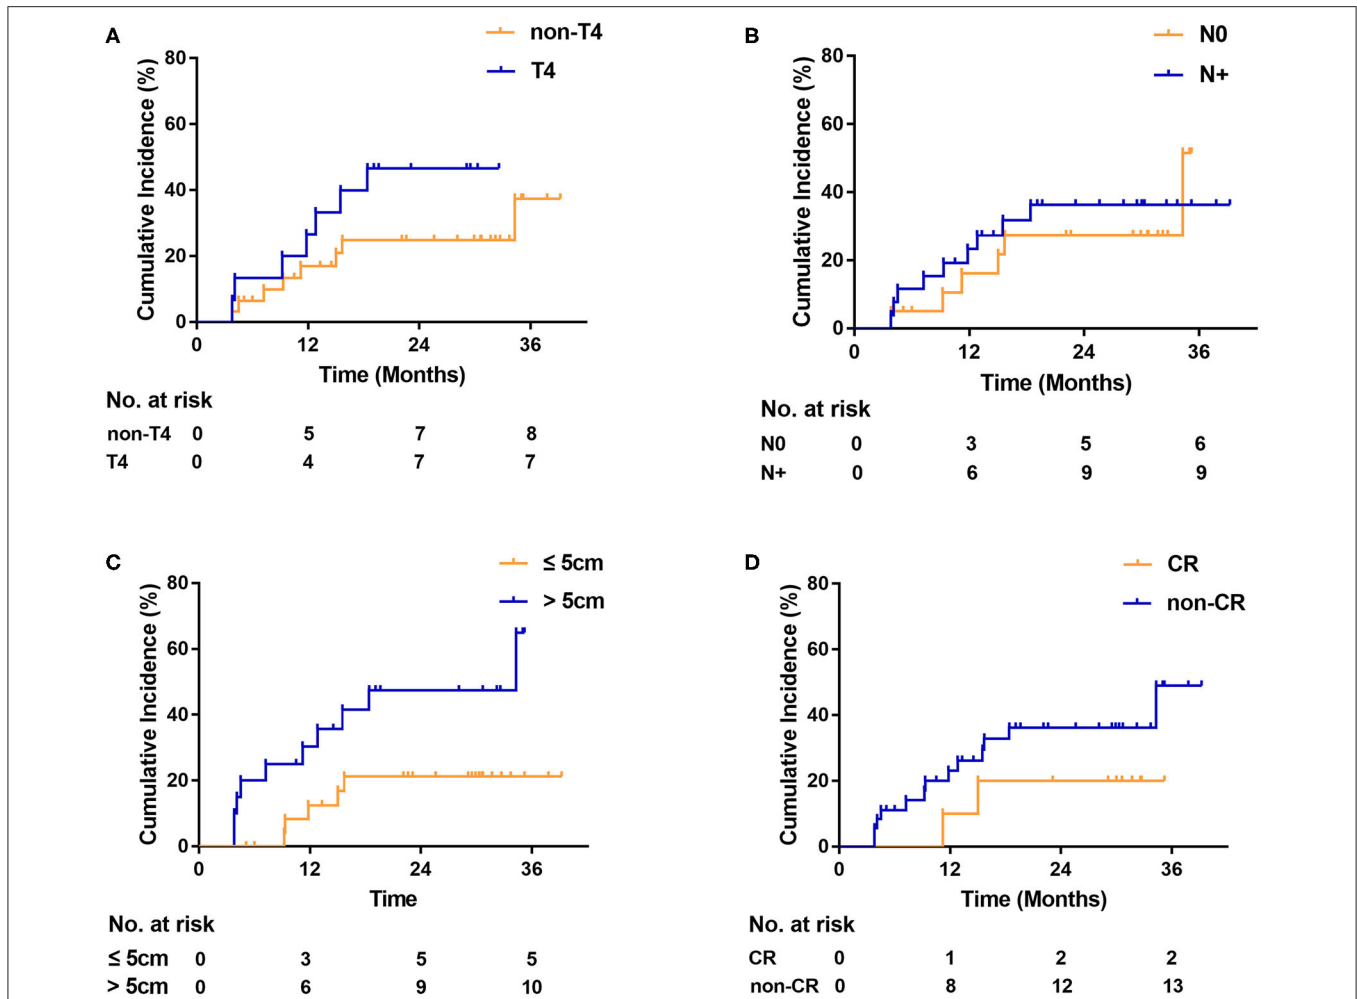 A
non-T4
T4
Cumulative Incidence (%)
80
60
40
20
0
0 12 24 36
Time (Months)
No. at risk
non-T4 0 5 7 8
T4 0 4 7 7
B
N0
N+
Cumulative Incidence (%)
80
60
40
20
0
0 12 24 36
Time (Months)
No. at risk
N0 0 3 5 6
N+ 0 6 9 9
C
≤ 5cm
> 5cm
Cumulative Incidence (%)
80
60
40
20
0
0 12 24 36
Time
No. at risk
≤ 5cm 0 3 5 5
> 5cm 0 6 9 10
D
CR
non-CR
Cumulative Incidence (%)
80
60
40
20
0
0 12 24 36
Time (Months)
No. at risk
CR 0 1 2 2
non-CR 0 8 12 13